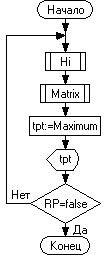 Начало
Hi
Matrix
tpt:=Maximum
tpt
Нет
RP=false
Да
Конец